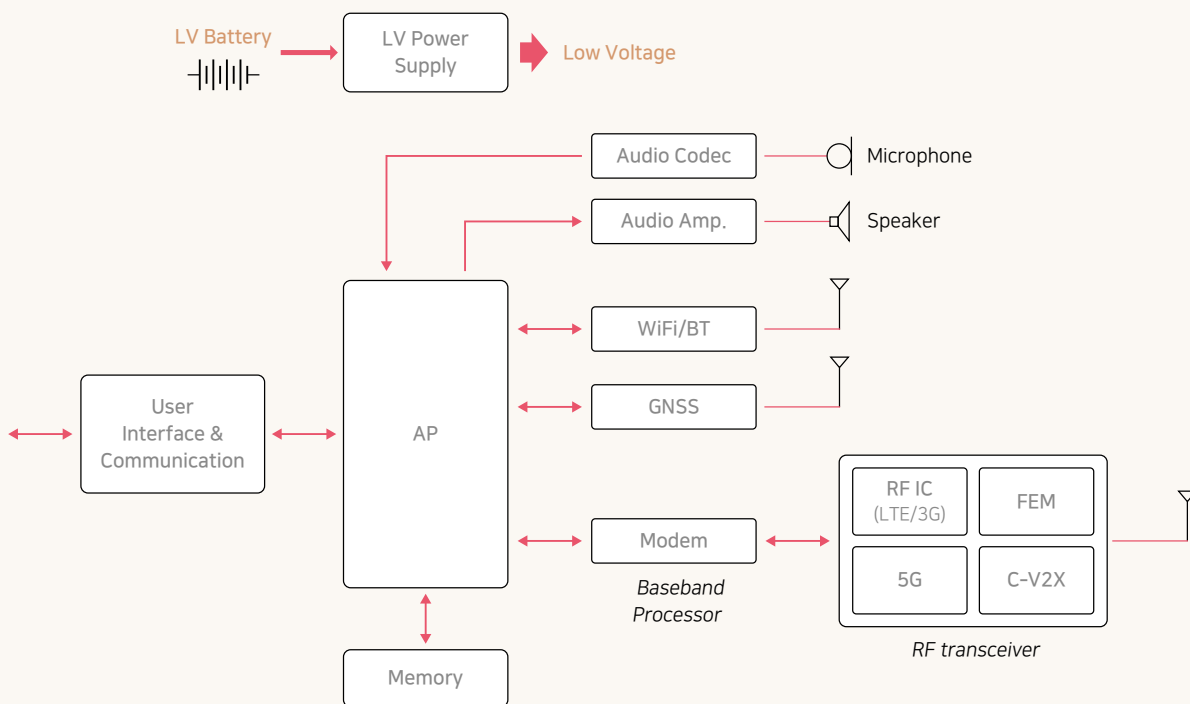 LV Battery
LV Power
Supply
Low Voltage
Audio Codec
Microphone
Audio Amp.
Speaker
WiFi/BT
GNSS
User
Interface &
Communication
AP
RF IC
(LTE/3G)
FEM
Modem
5G
C-V2X
Baseband
Processor
RF transceiver
Memory